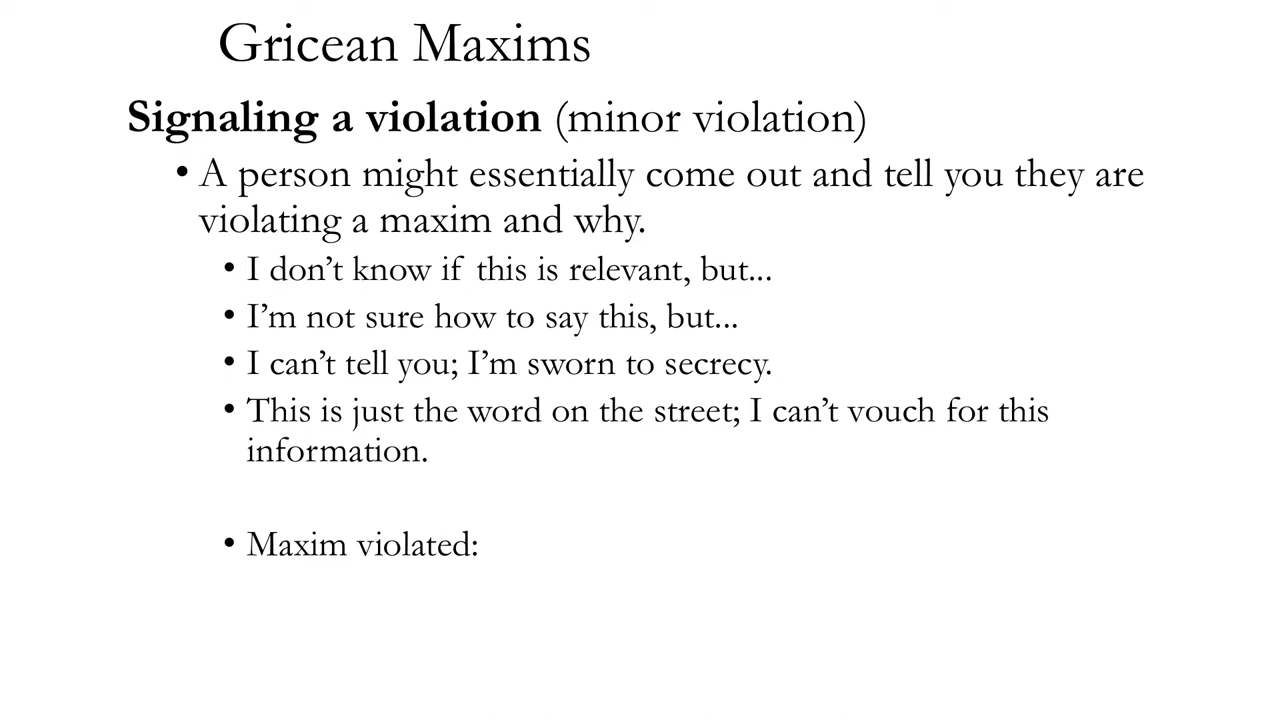 Gricean Maxims
Signaling a violation (minor violation)
• A person might essentially come out and tell you they are
violating a maxim and why.
• I don’t know if this is relevant, but...
• I’m not sure how to say this, but...
• I can’t tell you; I’m sworn to secrecy.
• This is just the word on the street; I can’t vouch for this
information.
• Maxim violated: